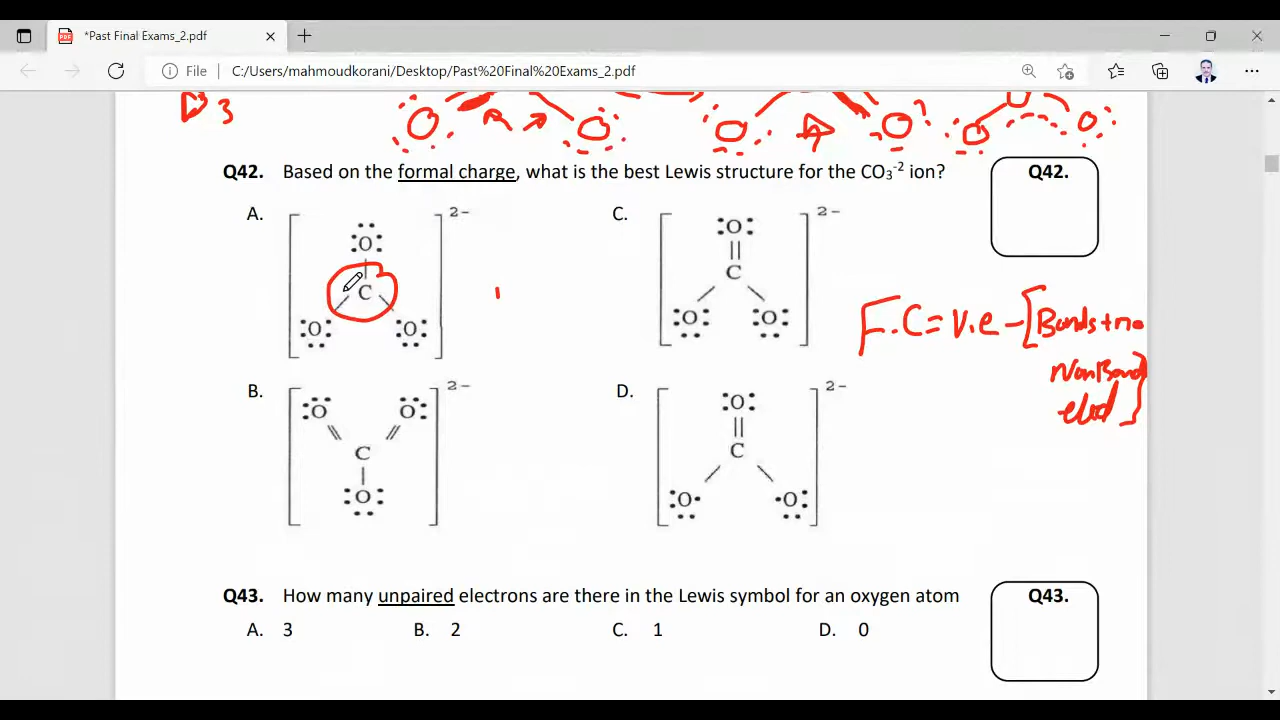 *Past Final Exams_2.pdf
File C:/Users/mahmoudkorani/Desktop/Past%20Final%20Exams_2.pdf
3
O O O O O O
Q42. Based on the formal charge, what is the best Lewis structure for the CO3-2 ion? Q42.
A. 2- C. 2-
O O
C C
O O O O
F.C = V.e - [Bonds + no
Non Bond
B. 2- D. 2-
O O O
C C
O O O
Q43. How many unpaired electrons are there in the Lewis symbol for an oxygen atom Q43.
A. 3 B. 2 C. 1 D. 0